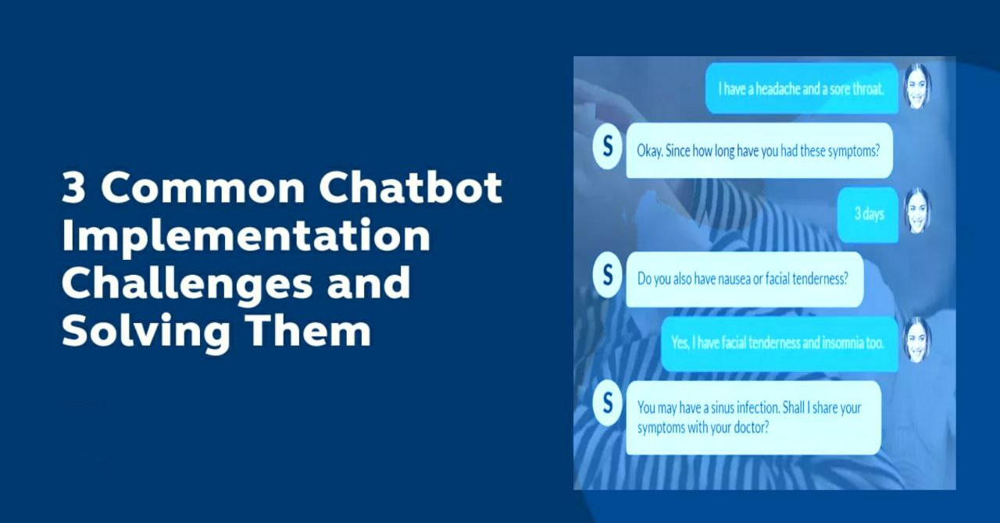 3 Common Chatbot
Implementation
Challenges and
Solving Them
I have a headache and a sore throat.
S
Okay. Since how long have you had these symptoms?
3 days
S
Do you also have nausea or facial tenderness?
Yes, I have facial tenderness and insomnia too.
S
You may have a sinus infection. Shall I share your
symptoms with your doctor?